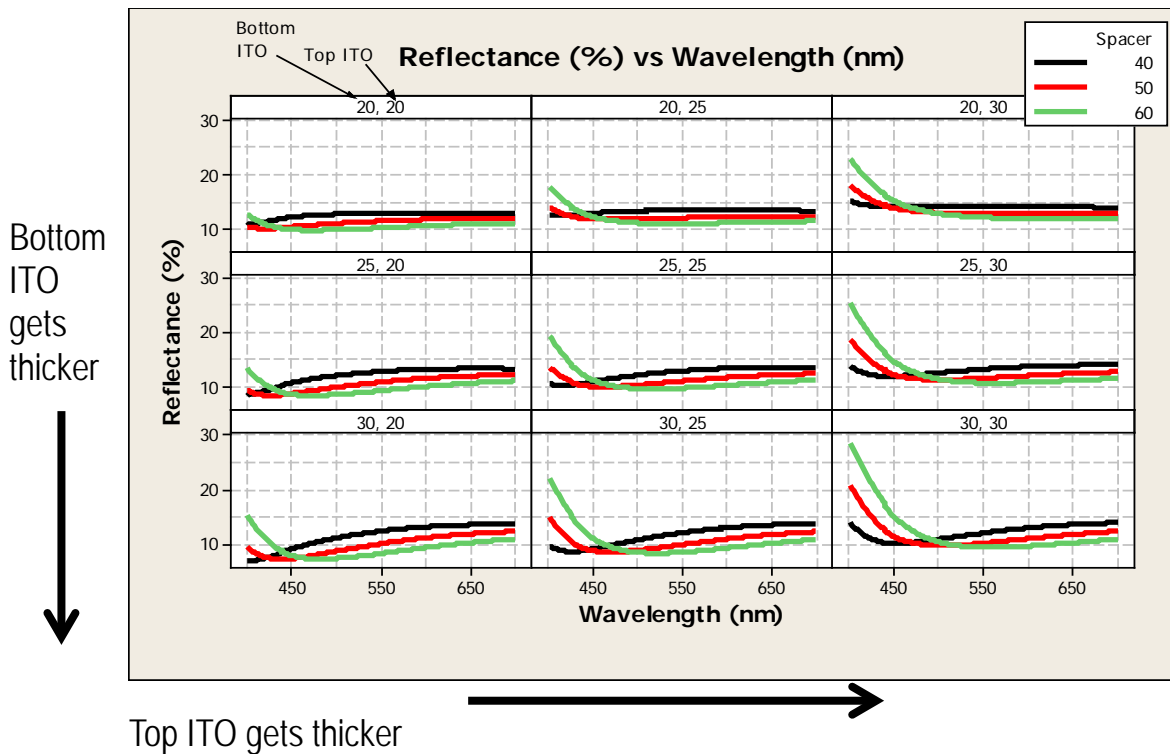 Bottom
ITO
Top ITO
Reflectance (%) vs Wavelength (nm)
Spacer
40
50
60
20, 20
20, 25
20, 30
30
20
10
25, 20
25, 25
25, 30
30
20
10
30, 20
30, 25
30, 30
30
20
10
450
550
650
450
550
650
450
550
650
Reflectance (%)
Wavelength (nm)
Bottom
ITO
gets
thicker
Top ITO gets thicker